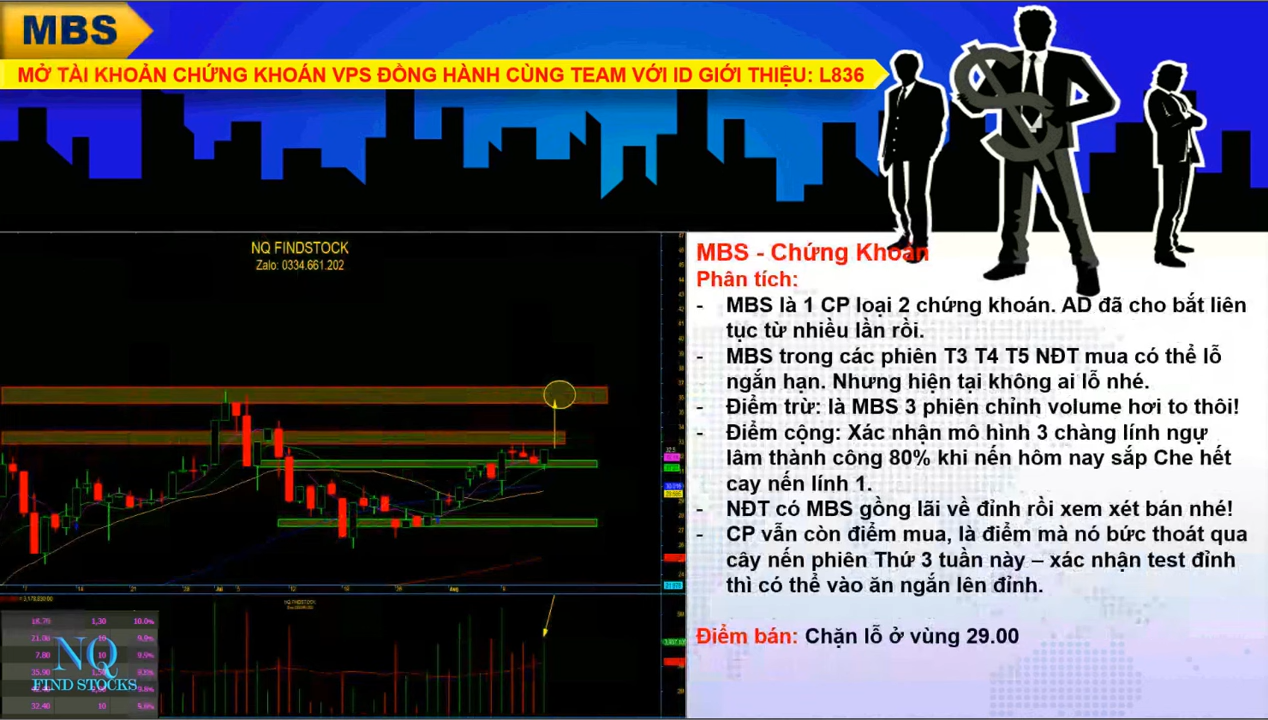 MBS
MỞ TÀI KHOẢN CHỨNG KHOÁN VPS ĐỒNG HÀNH CÙNG TEAM VỚI ID GIỚI THIỆU: L836
NQ FINDSTOCK
Zalo: 0334.661.202
MBS - Chứng Khoán
Phân tích:
- MBS là 1 CP loại 2 chứng khoán. AD đã cho bắt liên
tục từ nhiều lần rồi.
- MBS trong các phiên T3 T4 T5 NĐT mua có thể lỗ
ngắn hạn. Nhưng hiện tại không ai lỗ nhé.
- Điểm trừ: là MBS 3 phiên chỉnh volume hơi to thôi!
- Điểm cộng: Xác nhận mô hình 3 chàng lính ngự
lâm thành công 80% khi nến hôm nay sắp Che hết
cay nến lính 1.
- NĐT có MBS gồng lãi về đỉnh rồi xem xét bán nhé!
- CP vẫn còn điểm mua, là điểm mà nó bức thoát qua
cây nến phiên Thứ 3 tuần này – xác nhận test đỉnh
thì có thể vào ăn ngắn lên đỉnh.
Điểm bán: Chặn lỗ ở vùng 29.00
NQ
FIND STOCKS